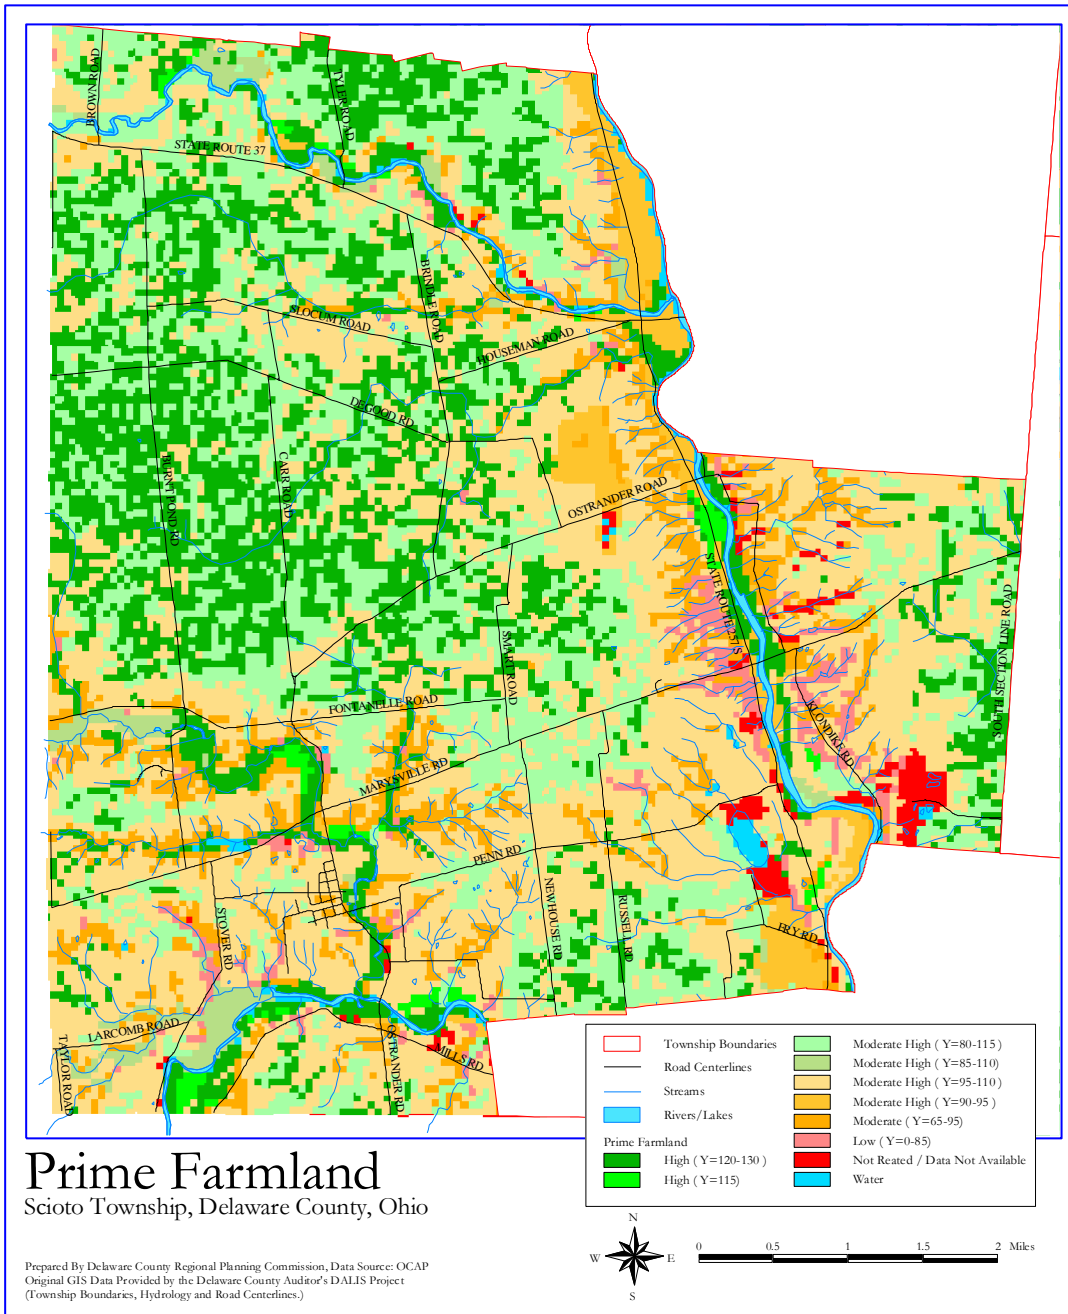 BROWN ROAD
TYLER ROAD
STATE ROUTE 37
BRINDLE ROAD
SLOCUM ROAD
HOUSEMAN ROAD
DEGOOD RD
BURNT POND RD
CARR ROAD
OSTRANDER ROAD
STATE ROUTE 257 S
SMART ROAD
SOUTH SECTION LINE ROAD
FONTANELLE ROAD
KLONDIKE RD
MARYSVILLE RD
PENN RD
STOVER RD
NEWHOUSE RD
RUSSELL RD
FRY RD
LARCOMB ROAD
TAYLOR ROAD
OSTRANDER RD
MILLS RD
Township Boundaries
Road Centerlines
Streams
Rivers/Lakes
Prime Farmland
High ( Y=120-130 )
High ( Y=115)
Moderate High ( Y=80-115 )
Moderate High ( Y=85-110)
Moderate High ( Y=95-110 )
Moderate High ( Y=90-95 )
Moderate ( Y=65-95)
Low ( Y=0-85)
Not Reated / Data Not Available
Water
Prime Farmland
Scioto Township, Delaware County, Ohio
Prepared By Delaware County Regional Planning Commission, Data Source: OCAP
Original GIS Data Provided by the Delaware County Auditor's DALIS Project
(Township Boundaries, Hydrology and Road Centerlines.)
N
W E
S
0 0.5 1 1.5 2 Miles